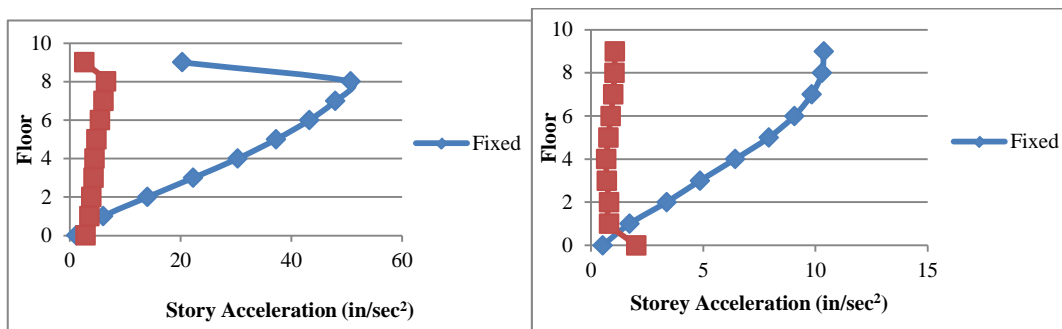 10
8
6
4
2
0
Floor
0 20 40 60
Story Acceleration (in/sec²)
Fixed
10
8
6
4
2
0
Floor
0 5 10 15
Storey Acceleration (in/sec²)
Fixed